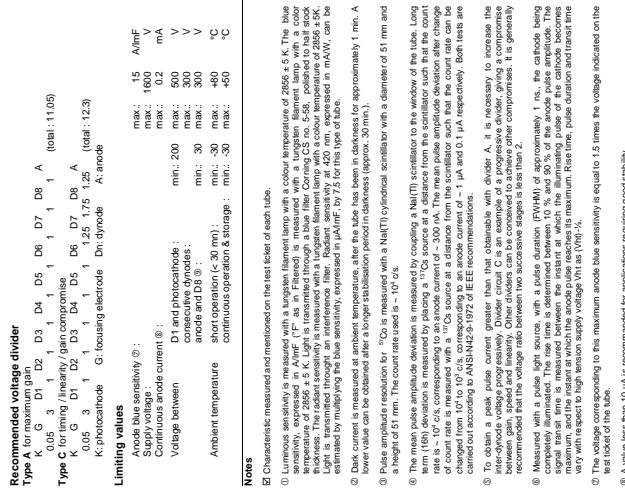 Recommended voltage divider
Type A for maximum gain
K G D1 D2 D3 D4 D5 D6 D7 D8 A
0.05 3 1 1 1 1 1 (total : 11.05)
Type C for timing / linearity / gain compromise
K G D1 D2 D3 D4 D5 D6 D7 D8 A
0.05 3 1 1 1 1 1.25 1.75 1.25 (total : 12.3)
K: photocathode G: focusing electrode Dn: dynode A: anode
Limiting values
Anode blue sensitivity ⑦ : max.: 15 A/lmF
Supply voltage : max.: 1600 V
Continuous anode current ⑧ : max.: 0.2 mA
Voltage between D1 and photocathode : min.: 200 max.: 500 V
consecutive dynodes : max.: 300 V
anode and D8 ⑨ : min.: 30 max.: 300 V
Ambient temperature short operation (< 30 mn) : min.: -30 max.: +80 °C
continuous operation & storage : min.: -30 max.: +50 °C
Notes
☑ Characteristic measured and mentioned on the test ticket of each tube.
① Luminous sensitivity is measured with a tungsten filament lamp with a colour temperature of 2856 ± 5 K. The blue
sensitivity, expressed in A/lmF ("F" as in Filtered) is measured with a tungsten filament lamp with a color
temperature of 2856 ± 5 K. Light is transmitted through a blue filter Corning CS no. 5-58, polished to half stock
thickness. The radiant sensitivity is measured with a tungsten filament lamp with a colour temperature of 2856 ± 5K.
Light is transmitted through an interference filter. Radiant sensitivity at 420 nm, expressed in mA/W, can be
estimated by multiplying the blue sensitivity, expressed in µA/lmF, by 7.5 for this type of tube.
② Dark current is measured at ambient temperature, after the tube has been in darkness for approximately 1 min. A
lower value can be obtained after a longer stabilisation period in darkness (approx. 30 min.).
③ Pulse amplitude resolution for ⁵⁷Co is measured with a NaI(Tl) cylindrical scintillator with a diameter of 51 mm and
a height of 51 mm. The count rate used is ~ 10⁴ c/s.
④ The mean pulse amplitude deviation is measured by coupling a NaI(Tl) scintillator to the window of the tube. Long
term (16h) deviation is measured by placing a ¹³⁷Cs source at a distance from the scintillator such that the count
rate is ~ 10⁴ c/s, corresponding to an anode current of ~ 300 nA. The mean pulse amplitude deviation after change
of count rate is measured with a ¹³⁷Cs source at a distance from the scintillator such that the count rate can be
changed from 10⁴ to 10³ c/s, corresponding to an anode current of ~ 1 µA and 0.1 µA respectively. Both tests are
carried out according to ANSI-N42-9-1972 of IEEE recommendations.
⑤ To obtain a peak pulse current greater than that obtainable with divider A, it is necessary to increase the
inter-dynode voltage progressively. Divider circuit C is an example of a progressive divider, giving a compromise
between gain, speed and linearity. Other dividers can be conceived to achieve other compromises. It is generally
recommended that the voltage ratio between two successive stages is less than 2.
⑥ Measured with a pulse light source, with a pulse duration (FWHM) of approximately 1 ns., the cathode being
completely illuminated. The rise time is determined between 10 % and 90 % of the anode pulse amplitude. The
signal transit time is measured between the instant at which the illuminating pulse of the cathode becomes
maximum, and the instant at which the anode pulse reaches its maximum. Rise time, pulse duration and transit time
vary with respect to high tension supply voltage Vht as (Vht)-½.
⑦ The voltage corresponding to this maximum anode blue sensitivity is equal to 1.5 times the voltage indicated on the
test ticket of the tube.
⑧ A value less than 10 µA is recommended for applications requiring good stability.